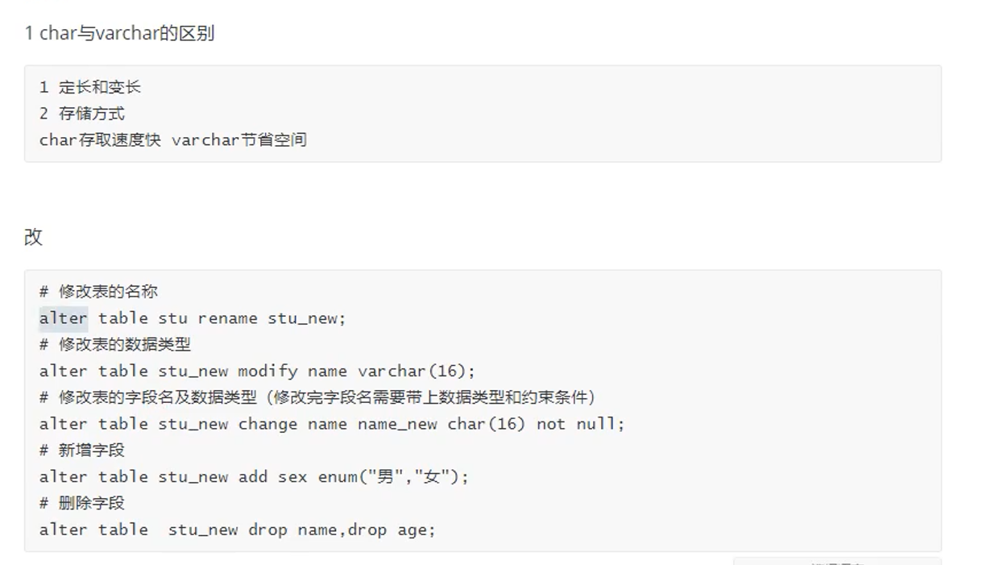 1 char与varchar的区别
1 定长和变长
2 存储方式
char存取速度快 varchar节省空间
改
# 修改表的名称
alter table stu rename stu_new;
# 修改表的数据类型
alter table stu_new modify name varchar(16);
# 修改表的字段名及数据类型（修改完字段名需要带上数据类型和约束条件）
alter table stu_new change name name_new char(16) not null;
# 新增字段
alter table stu_new add sex enum("男","女");
# 删除字段
alter table  stu_new drop name,drop age;